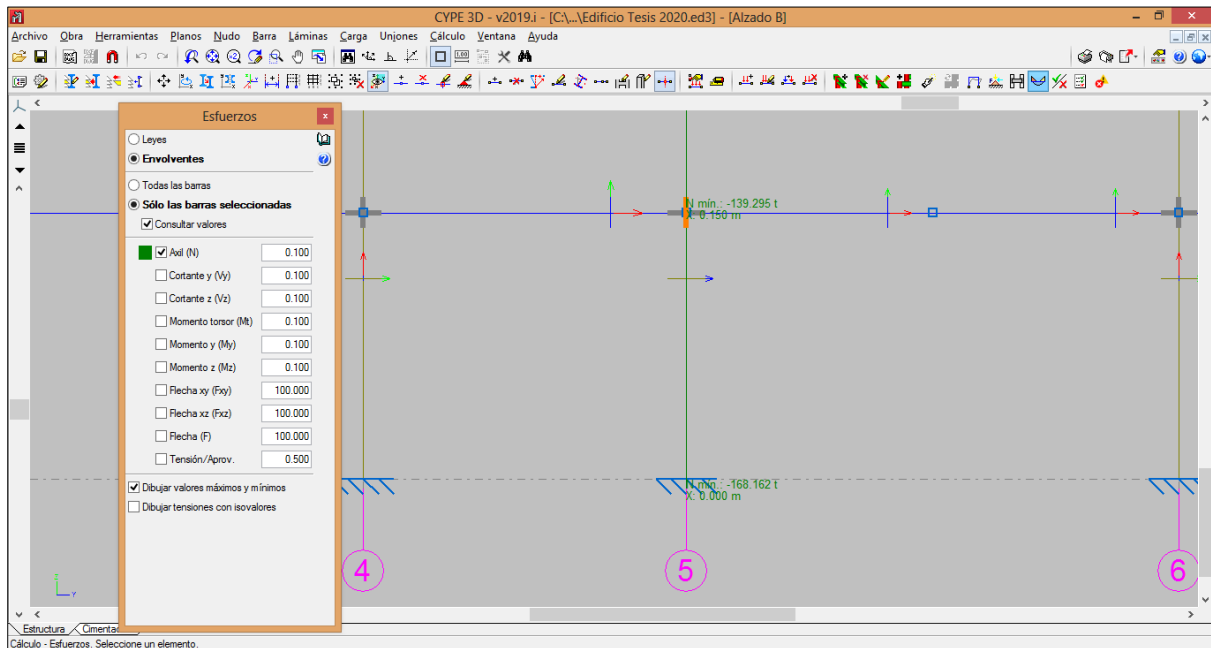 CYPE 3D - v2019.i - [C:\...\Edificio Tesis 2020.ed3] - [Alzado B]
Archivo Obra Herramientas Planos Nudo Barra Láminas Carga Uniones Cálculo Ventana Ayuda
Esfuerzos
Leyes
Envolventes
Todas las barras
Sólo las barras seleccionadas
Consultar valores
Axil (N) 0.100
Cortante y (Vy) 0.100
Cortante z (Vz) 0.100
Momento torsor (Mt) 0.100
Momento y (My) 0.100
Momento z (Mz) 0.100
Flecha xy (Fxy) 100.000
Flecha xz (Fxz) 100.000
Flecha (F) 100.000
Tensión/Aprov. 0.500
Dibujar valores máximos y mínimos
Dibujar tensiones con isovalores
N mín.: -139.295 t
X: 0.150 m
N mín.: -168.162 t
X: 0.000 m
4
5
6
z
Y
Estructura
Cálculo - Esfuerzos. Seleccione un elemento.